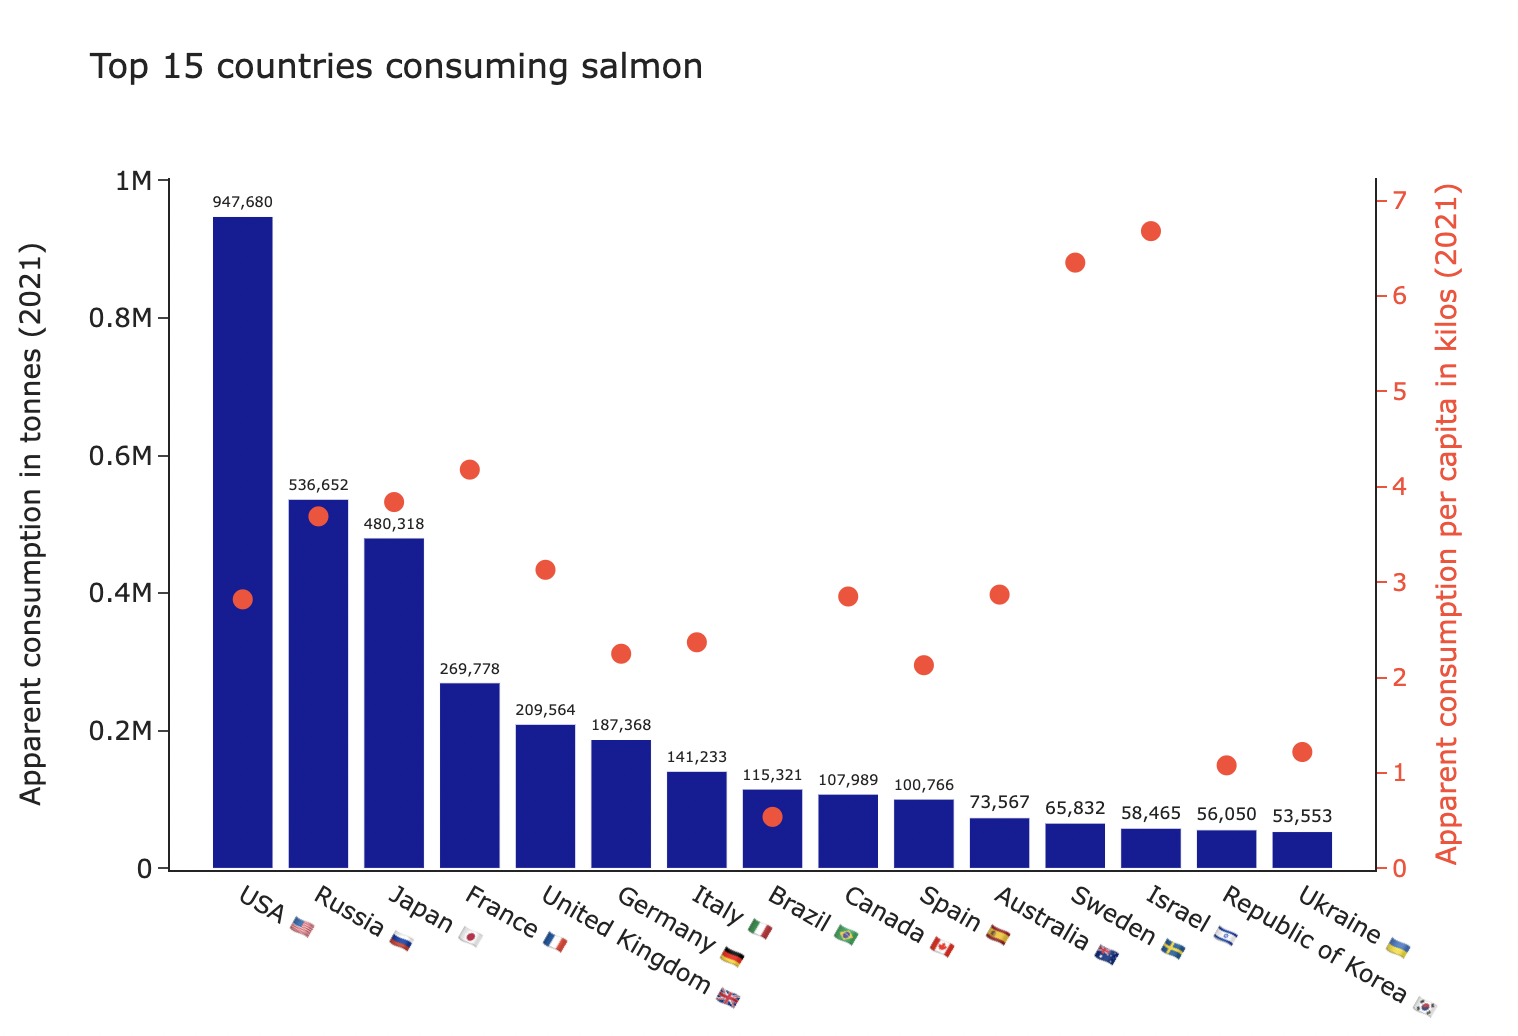 Top 15 countries consuming salmon
Apparent consumption in tonnes (2021)
1M
0.8M
0.6M
0.4M
0.2M
0
947,680
536,652
480,318
269,778
209,564
187,368
141,233
115,321
107,989
100,766
73,567
65,832
58,465
56,050
53,553
7
6
5
4
3
2
1
0
Apparent consumption per capita in kilos (2021)
USA 🇺🇸
Russia 🇷🇺
Japan 🇯🇵
France 🇫🇷
United Kingdom 🇬🇧
Germany 🇩🇪
Italy 🇮🇹
Brazil 🇧🇷
Canada 🇨🇦
Spain 🇪🇸
Australia 🇦🇺
Sweden 🇸🇪
Israel 🇮🇱
Republic of Korea 🇰🇷
Ukraine 🇺🇦